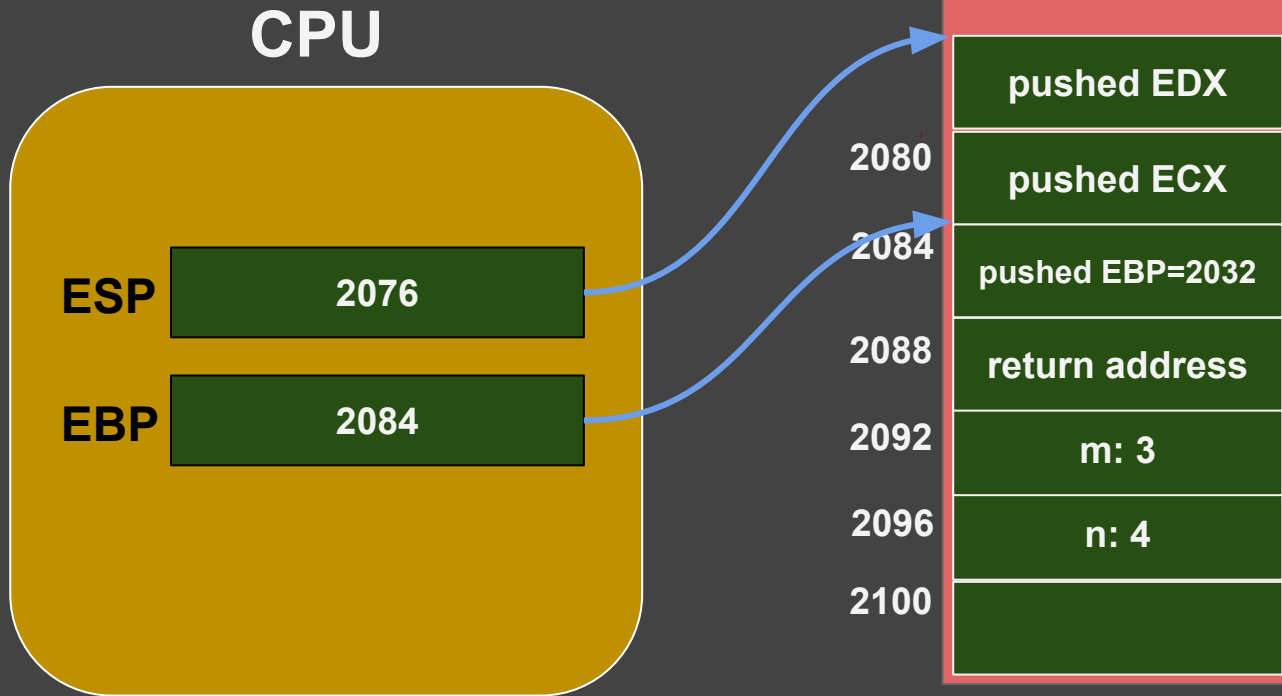 CPU
ESP
2076
EBP
2084
pushed EDX
2080
pushed ECX
2084
pushed EBP=2032
2088
return address
2092
m: 3
2096
n: 4
2100